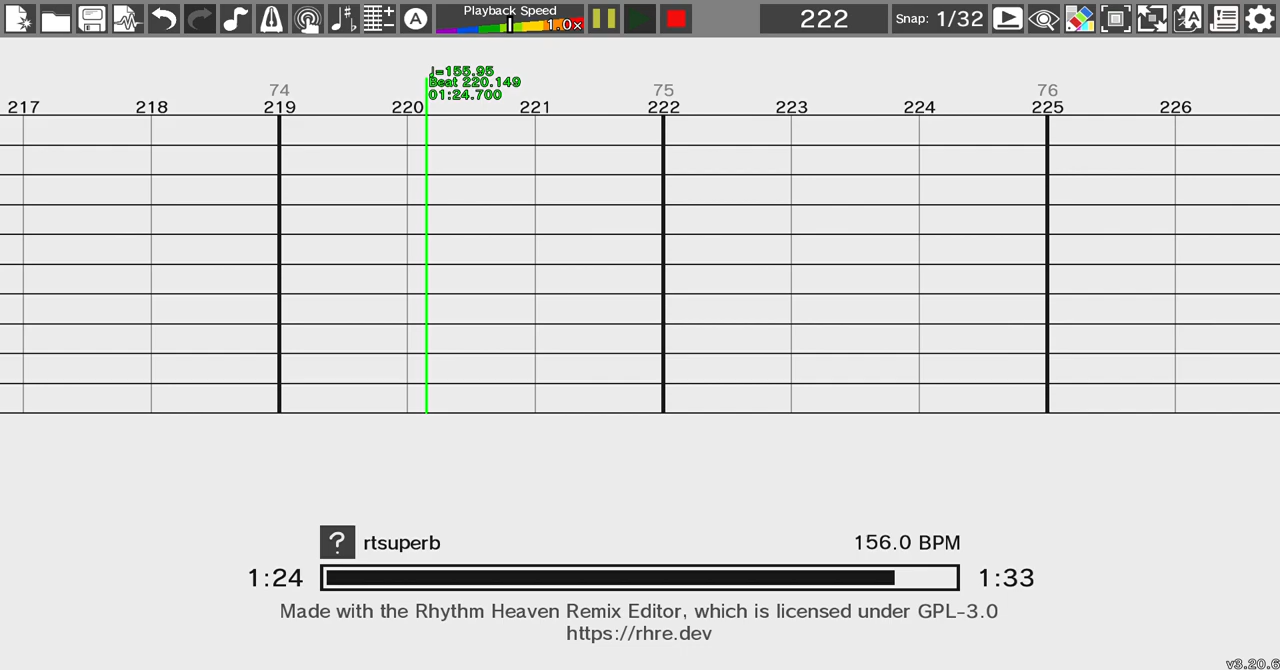 Playback Speed
1.0x
222
Snap: 1/32
♩=155.95
Beat 220.149
01:24.700
74 75 76
217 218 219 220 221 222 223 224 225 226
? rtsuperb 156.0 BPM
1:24 1:33
Made with the Rhythm Heaven Remix Editor, which is licensed under GPL-3.0
https://rhre.dev
v3.20.6